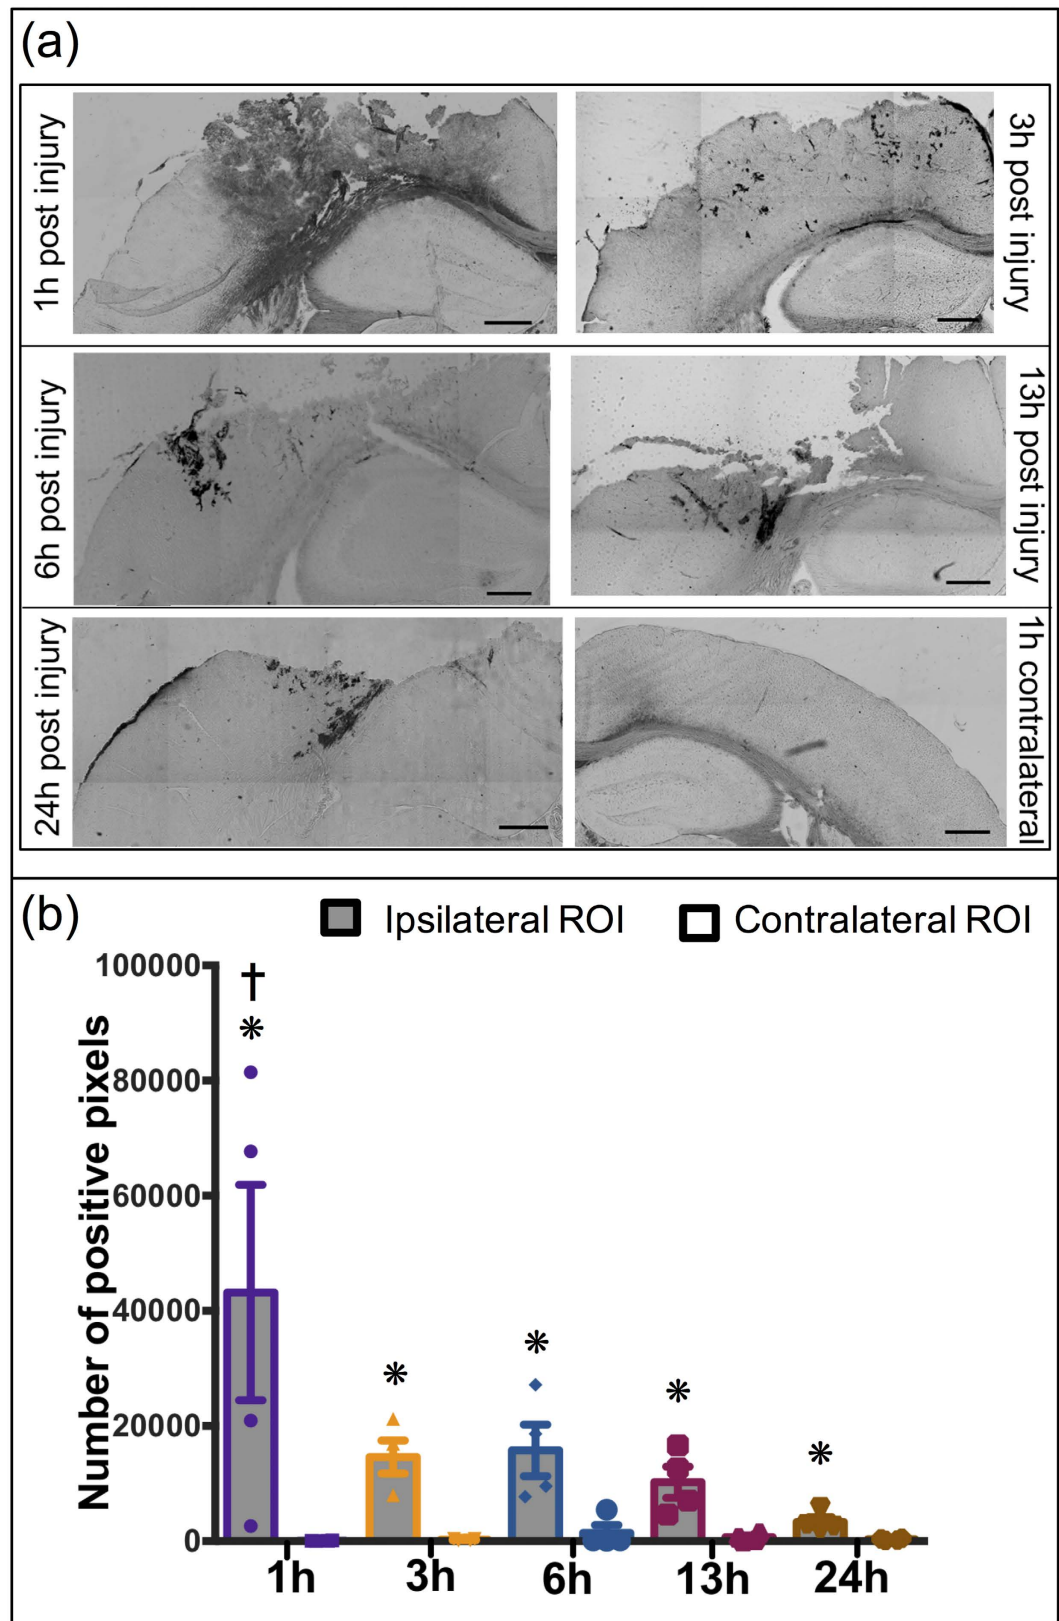 (a)
1h post injury
3h post injury
6h post injury
13h post injury
24h post injury
1h contralateral
(b)
Ipsilateral ROI
Contralateral ROI
Number of positive pixels
100000
80000
60000
40000
20000
0
†
*
*
*
*
*
1h 3h 6h 13h 24h